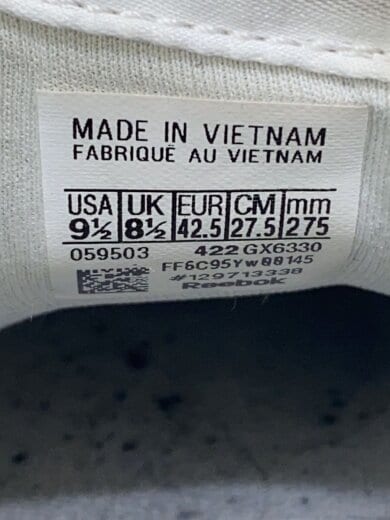 MADE IN VIETNAM
FABRIQUÉ AU VIETNAM
USA UK EUR CM mm
9½ 8½ 42.5 27.5 275
059503 422 GX6330
FF6C95Yw00145
#129713338
Reebok